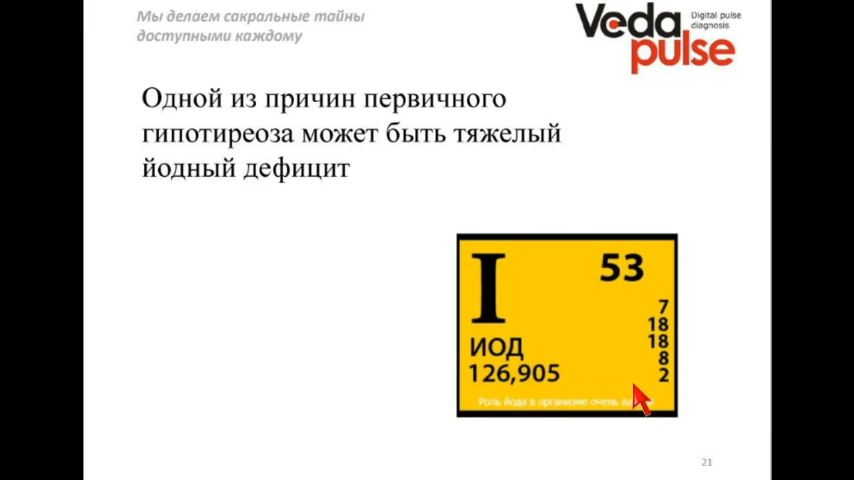 Мы делаем сакральные тайны
доступными каждому
Veda
pulse
Digital pulse
diagnosis
Одной из причин первичного
гипотиреоза может быть тяжелый
йодный дефицит
I
53
7
18
18
8
2
ИОД
126,905
Роль йода в организме очень
21